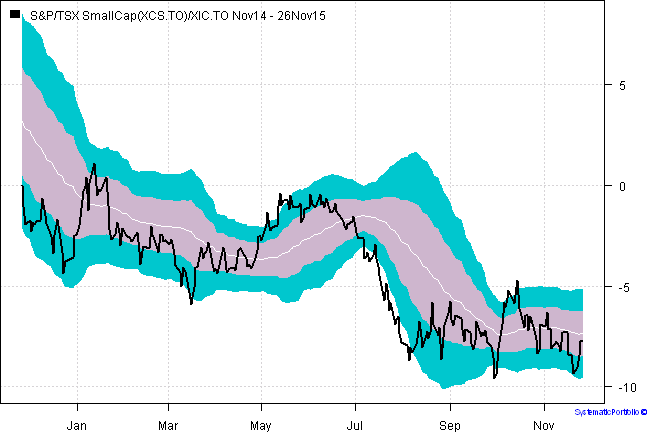 S&P/TSX SmallCap(XCS.TO)/XIC.TO Nov14 - 26Nov15
5
0
-5
-10
Jan Mar May Jul Sep Nov
SystematicPortfolio ©